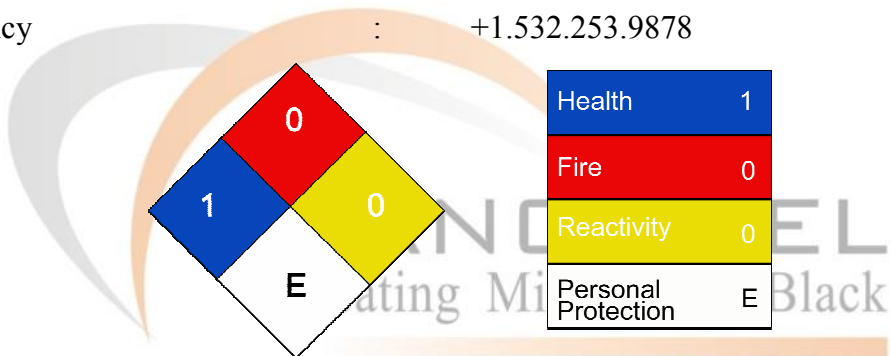 cy : +1.532.253.9878
0
1 0
E
Health 1
Fire 0
Reactivity 0
Personal
Protection E
EL
ating Mi Black